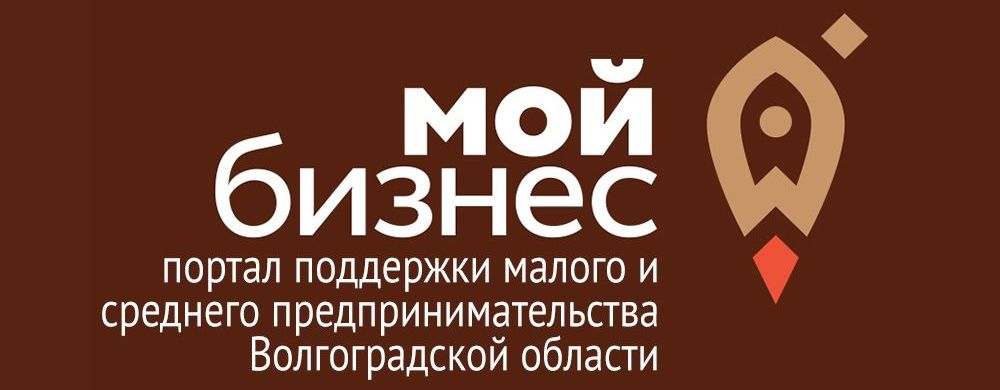 мой
бизнес
портал поддержки малого и
среднего предпринимательства
Волгоградской области